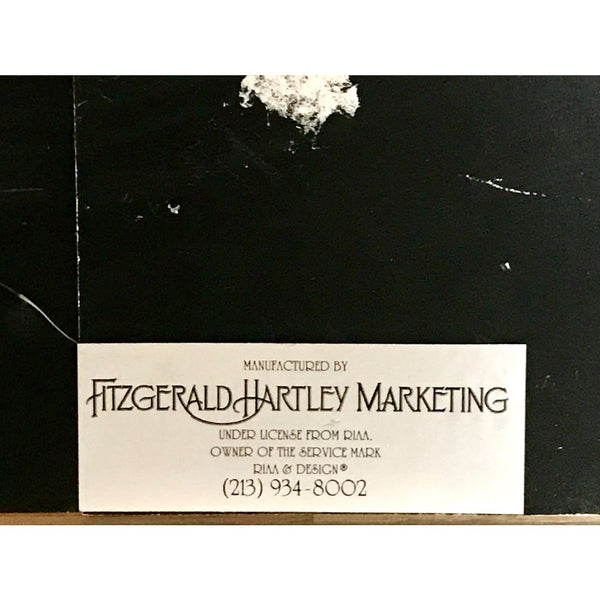 MANUFACTURED BY
FITZGERALD HARTLEY MARKETING
UNDER LICENSE FROM RIAA,
OWNER OF THE SERVICE MARK
RIAA & DESIGN®
(213) 934-8002